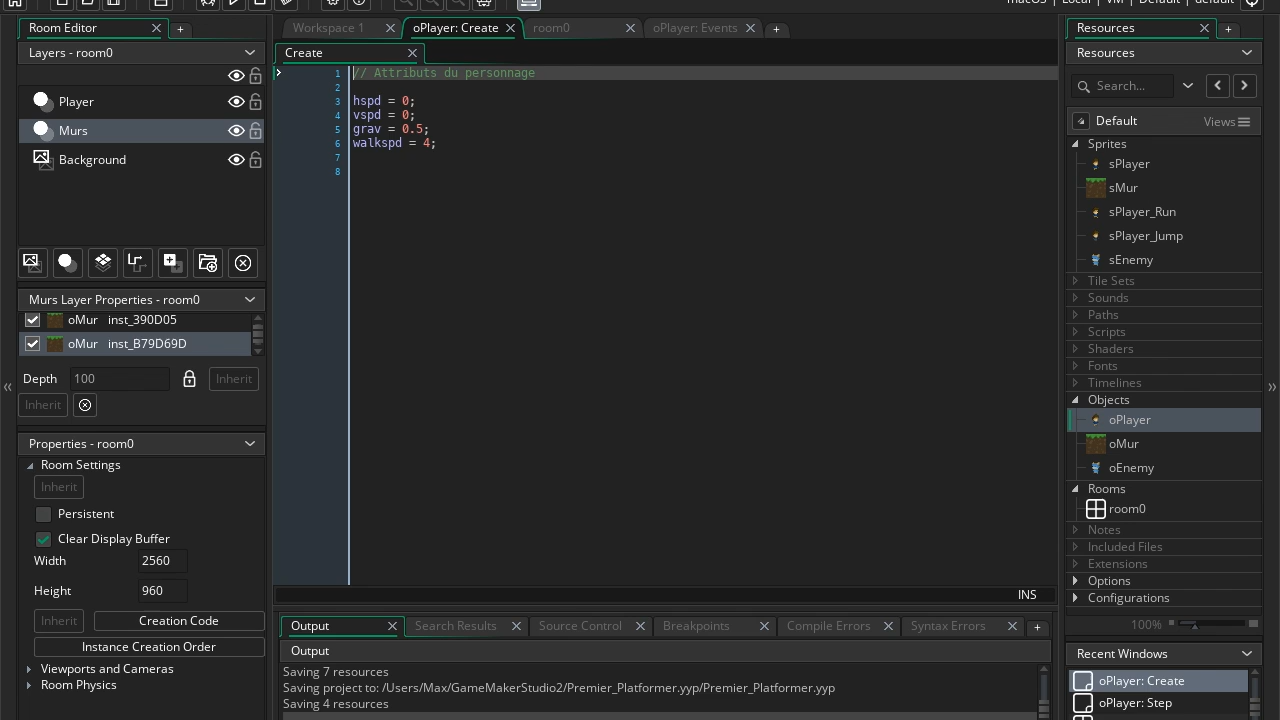 macOS | Local | VM | Default | default
Room Editor
Layers - room0
Player
Murs
Background
Murs Layer Properties - room0
oMur inst_390D05
oMur inst_B79D69D
Depth 100 Inherit
Inherit
Properties - room0
Room Settings
Inherit
Persistent
Clear Display Buffer
Width 2560
Height 960
Inherit Creation Code
Instance Creation Order
Viewports and Cameras
Room Physics
Workspace 1 oPlayer: Create room0 oPlayer: Events
Create
1 // Attributs du personnage
2
3 hspd = 0;
4 vspd = 0;
5 grav = 0.5;
6 walkspd = 4;
7
8
INS
Output Search Results Source Control Breakpoints Compile Errors Syntax Errors
Output
Saving 7 resources
Saving project to: /Users/Max/GameMakerStudio2/Premier_Platformer.yyp/Premier_Platformer.yyp
Saving 4 resources
Resources
Resources
Search...
Default Views
Sprites
sPlayer
sMur
sPlayer_Run
sPlayer_Jump
sEnemy
Tile Sets
Sounds
Paths
Scripts
Shaders
Fonts
Timelines
Objects
oPlayer
oMur
oEnemy
Rooms
room0
Notes
Included Files
Extensions
Options
Configurations
100%
Recent Windows
oPlayer: Create
oPlayer: Step